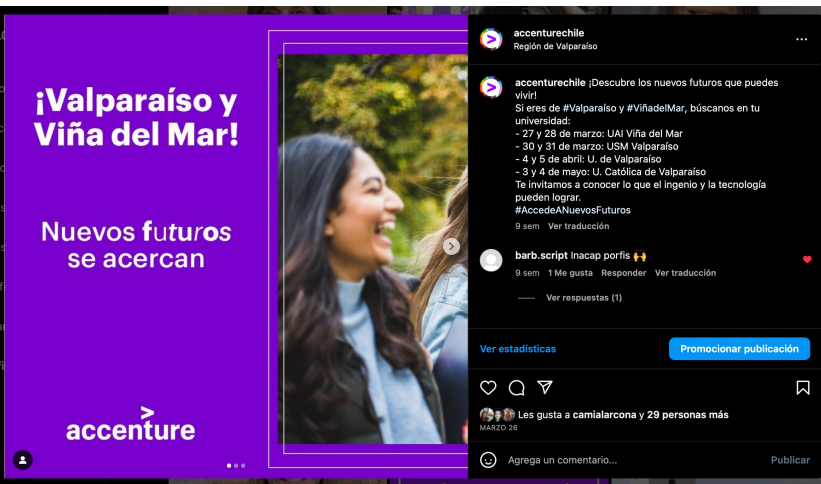 ¡Valparaíso y
Viña del Mar!
Nuevos futuros
se acercan
>
accenture
accenturechile
Región de Valparaíso
accenturechile ¡Descubre los nuevos futuros que puedes
vivir!
Si eres de #Valparaíso y #ViñadelMar, búscanos en tu
universidad:
- 27 y 28 de marzo: UAI Viña del Mar
- 30 y 31 de marzo: USM Valparaíso
- 4 y 5 de abril: U. de Valparaíso
- 3 y 4 de mayo: U. Católica de Valparaíso
Te invitamos a conocer lo que el ingenio y la tecnología
pueden lograr.
#AccedeANuevosFuturos
9 sem Ver traducción
barb.script Inacap porfis 🙌
9 sem 1 Me gusta Responder Ver traducción
Ver respuestas (1)
Ver estadísticas
Promocionar publicación
Les gusta a camialarcona y 29 personas más
MARZO 26
Agrega un comentario...
Publicar